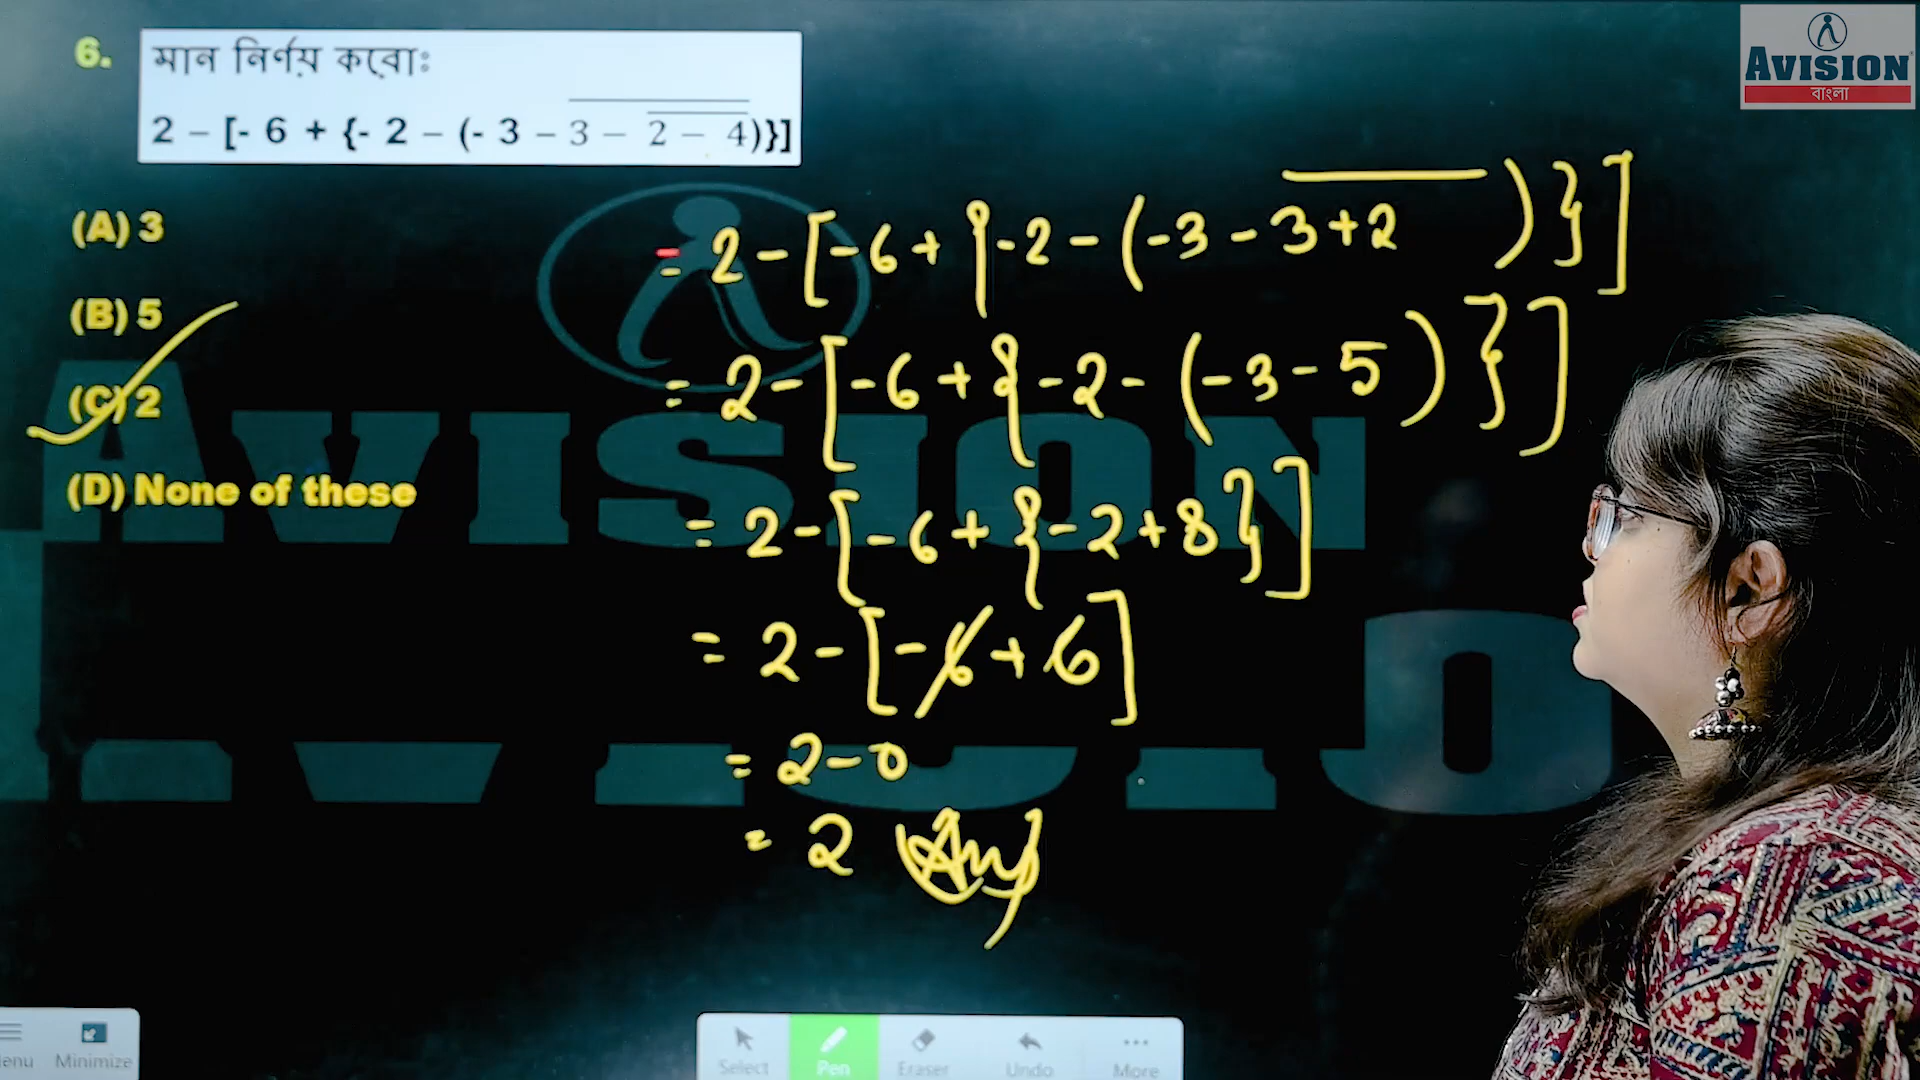 6.
मান নির্ণয় করোঃ
2 – [- 6 + {- 2 – (- 3 – 3 – 2 – 4)}]
(A) 3
(B) 5
(C) 2
(D) None of these
= 2 - [-6 + {-2 - (-3 - 3+2 )}]
= 2 - [-6 + {-2 - (-3-5)}]
= 2 - [-6 + {-2+8}]
= 2 - [-6 + 6]
= 2-0
= 2 (Ans)
AVISION
বাংলা
AVISION
Menu
Minimize
Select
Pen
Eraser
Undo
More